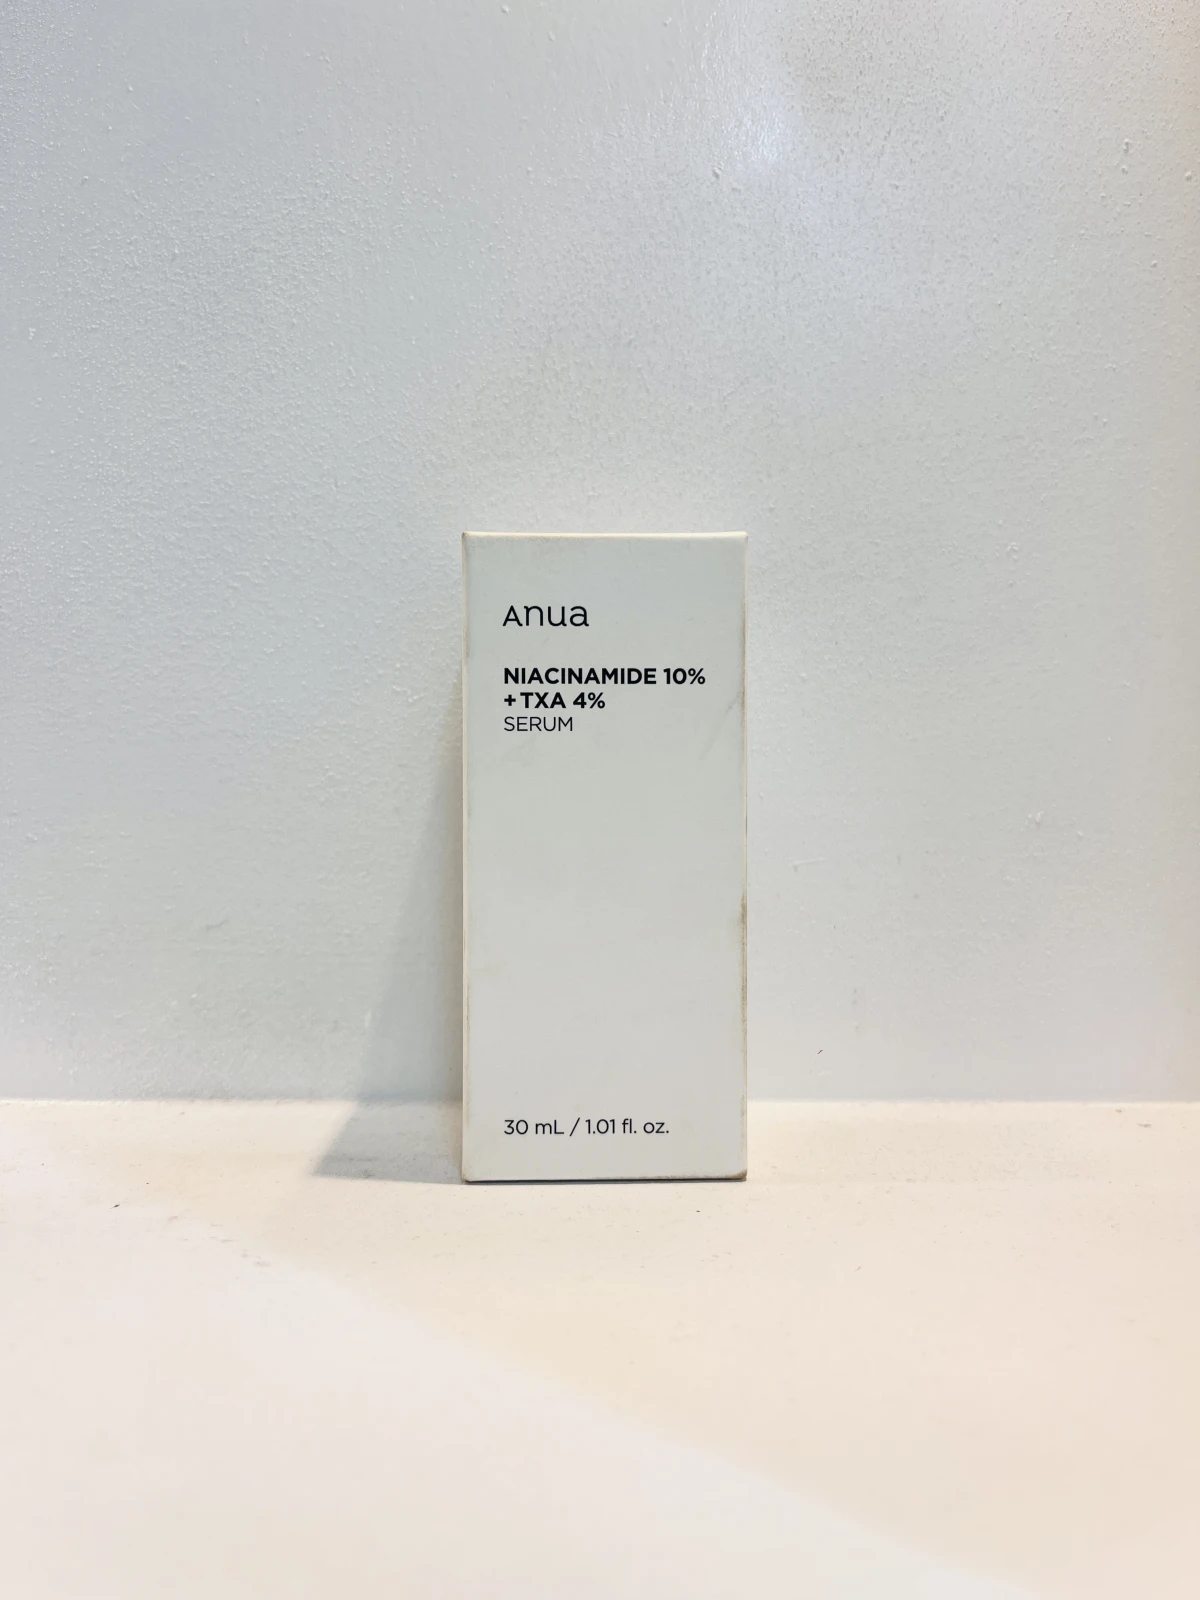 Anua
NIACINAMIDE 10%
+ TXA 4%
SERUM
30 mL / 1.01 fl. oz.